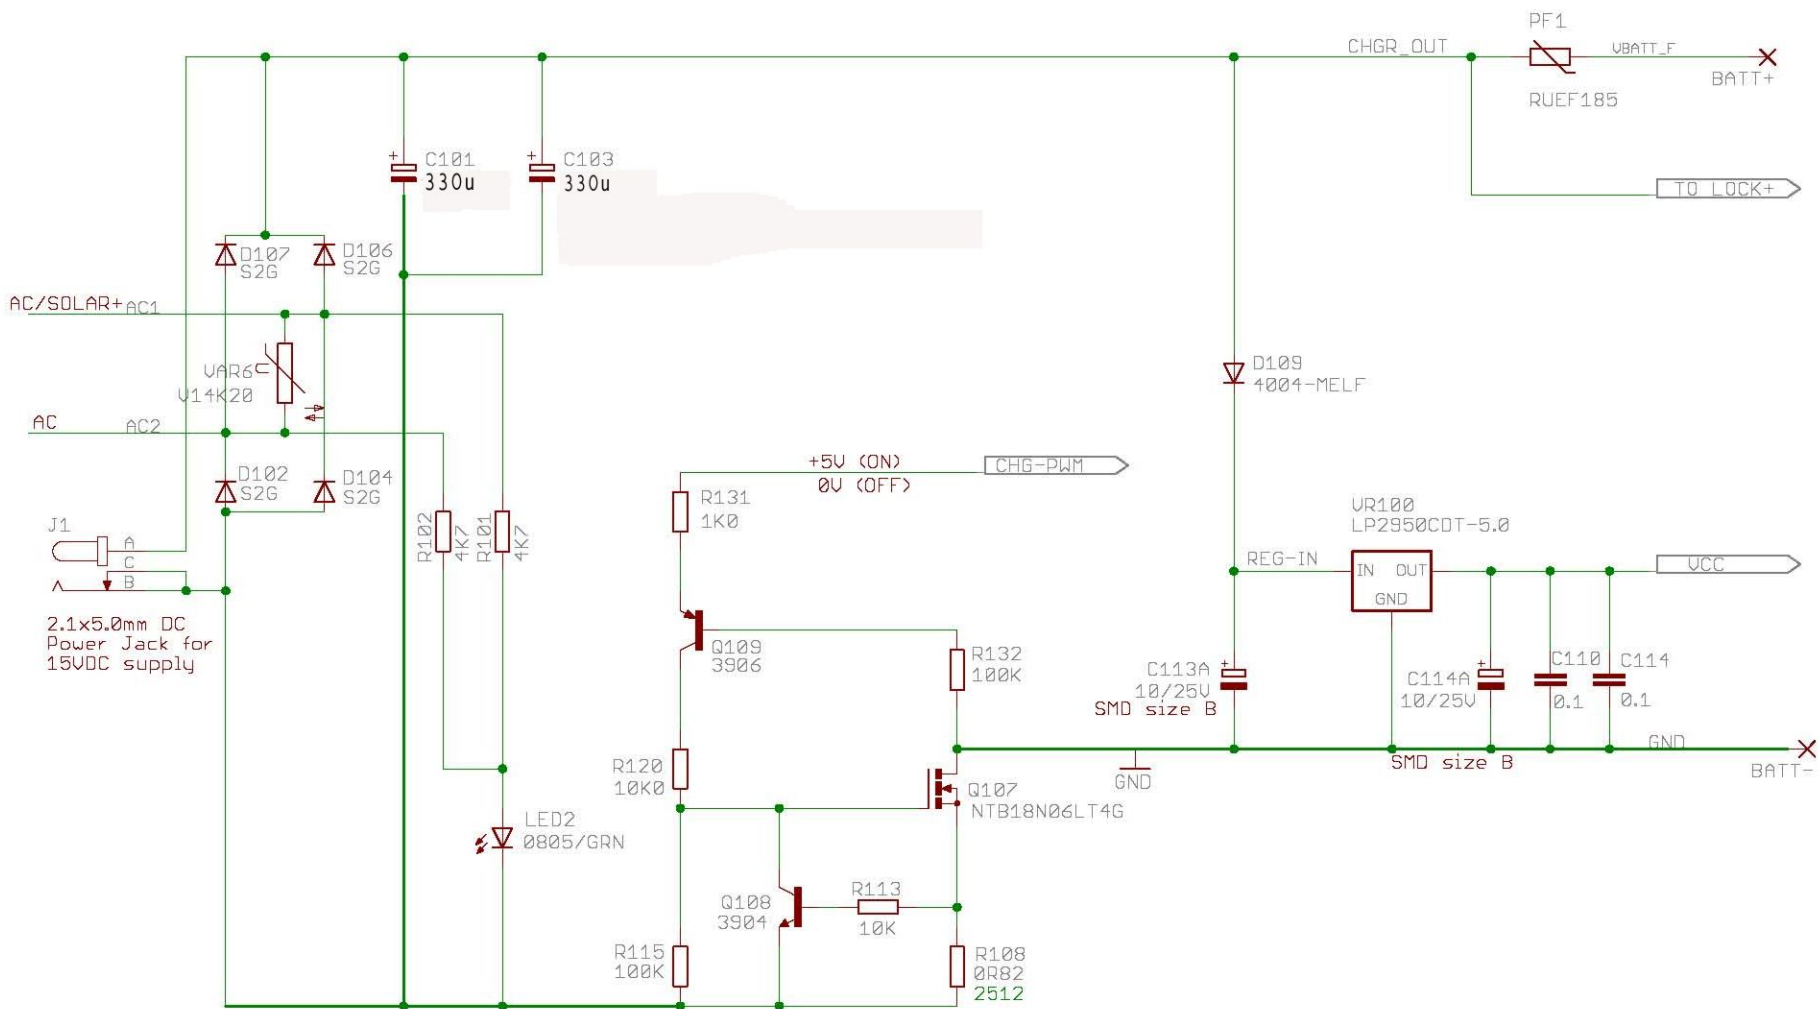 PF1
CHGR_OUT
VBATT_F
BATT+
RUEF185
+ C101
330u
+ C103
330u
TO LOCK+
D107
S2G
D106
S2G
AC/SOLAR+ AC1
VAR6
V14K20
D109
4004-MELF
AC AC2
+5V (ON)
0V (OFF)
CHG-PWM
D102
S2G
D104
S2G
R131
1K0
VR100
LP2950CDT-5.0
J1
A
C
B
R102
4K7
R101
4K7
REG-IN
IN OUT
GND
VCC
2.1x5.0mm DC
Power Jack for
15VDC supply
Q109
3906
R132
100K
C113A +
10/25V
SMD size B
C114A +
10/25V
C110
0.1
C114
0.1
GND
SMD size B
BATT-
GND
R120
10K0
Q107
NTB18N06LT4G
LED2
0805/GRN
Q108
3904
R113
10K
R115
100K
R108
0R82
2512